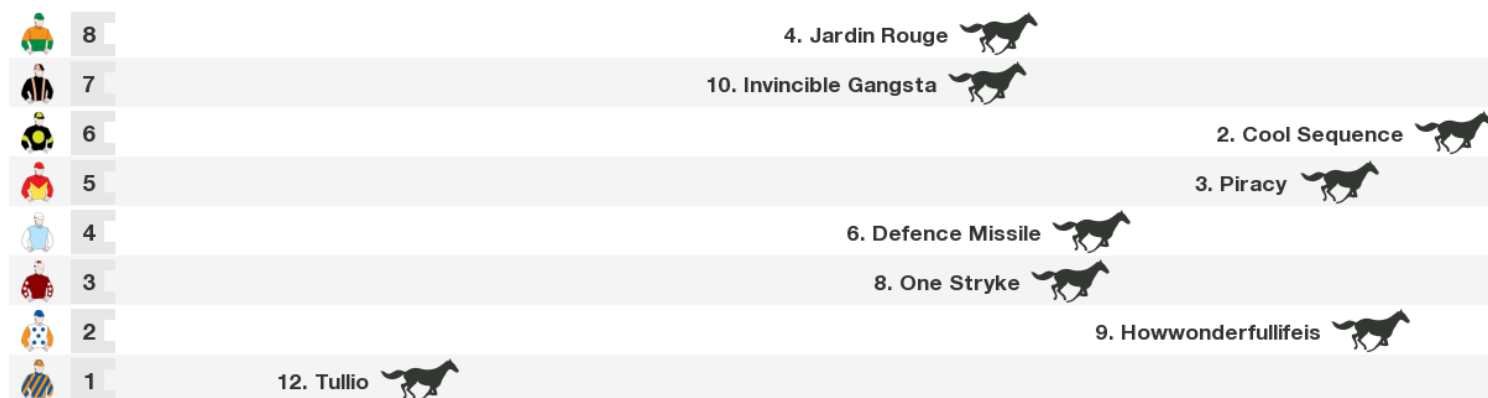 8 4. Jardin Rouge
7 10. Invincible Gangsta
6 2. Cool Sequence
5 3. Piracy
4 6. Defence Missile
3 8. One Stryke
2 9. Howwonderfullifeis
1 12. Tullio